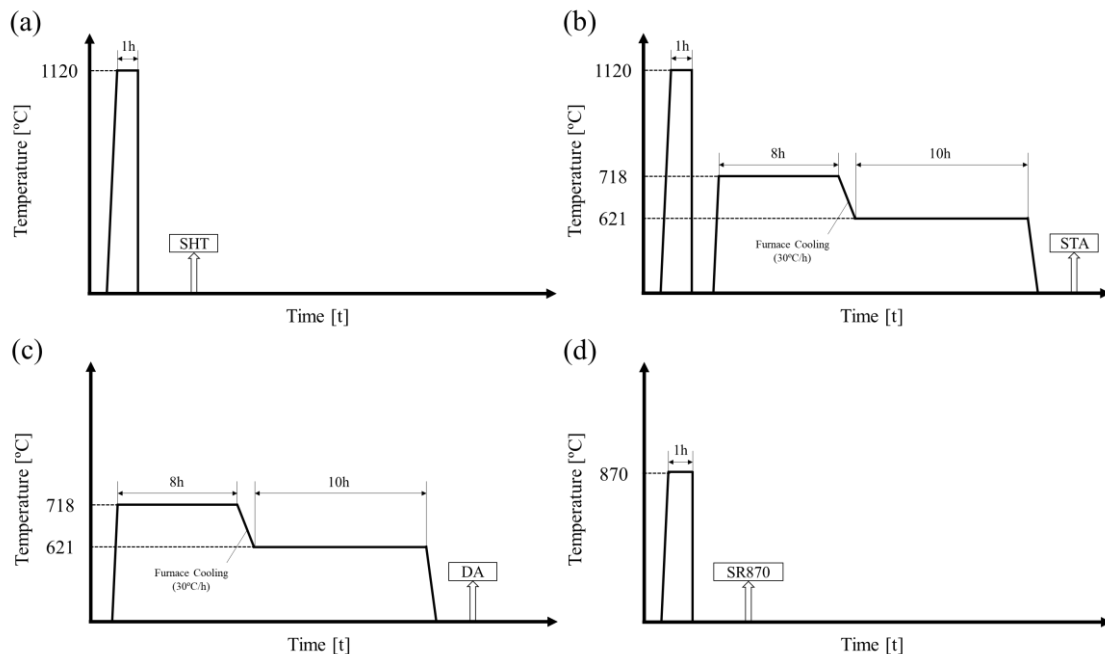 (a)
1h
1120
Temperature [ºC]
SHT
Time [t]
(b)
1h
1120
8h
10h
718
621
Temperature [ºC]
Furnace Cooling
(30ºC/h)
STA
Time [t]
(c)
8h
10h
718
621
Temperature [ºC]
Furnace Cooling
(30ºC/h)
DA
Time [t]
(d)
1h
870
Temperature [ºC]
SR870
Time [t]